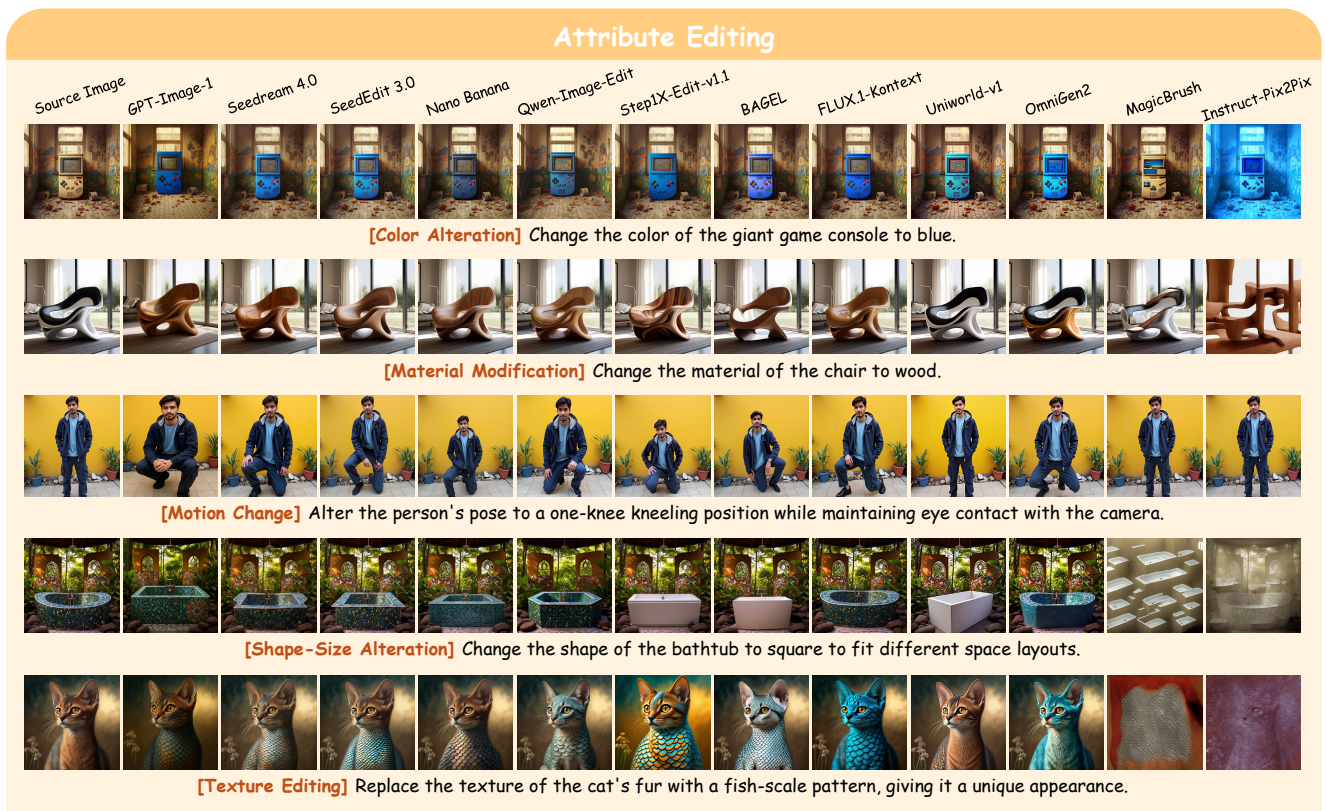 Attribute Editing
Source Image
GPT-Image-1
Seedream 4.0
SeedEdit 3.0
Nano Banana
Qwen-Image-Edit
Step1X-Edit-v1.1
BAGEL
FLUX.1-Kontext
Uniworld-v1
OmniGen2
MagicBrush
Instruct-Pix2Pix
[Color Alteration] Change the color of the giant game console to blue.
[Material Modification] Change the material of the chair to wood.
[Motion Change] Alter the person's pose to a one-knee kneeling position while maintaining eye contact with the camera.
[Shape-Size Alteration] Change the shape of the bathtub to square to fit different space layouts.
[Texture Editing] Replace the texture of the cat's fur with a fish-scale pattern, giving it a unique appearance.